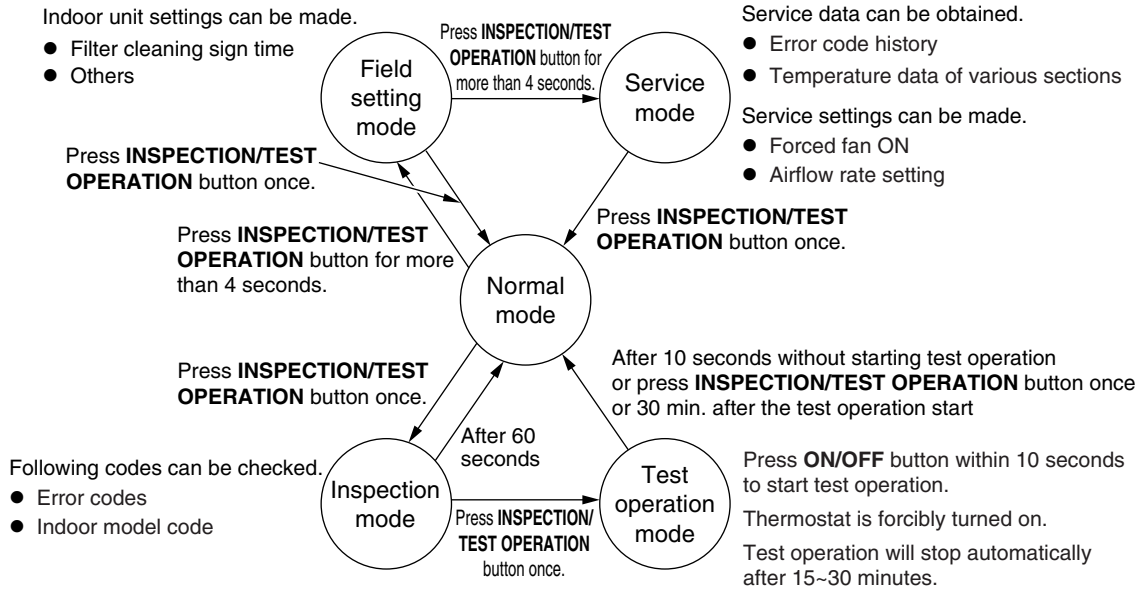 Indoor unit settings can be made.
● Filter cleaning sign time
● Others
Field
setting
mode
Press INSPECTION/TEST
OPERATION button for
more than 4 seconds.
Service
mode
Service data can be obtained.
● Error code history
● Temperature data of various sections
Service settings can be made.
● Forced fan ON
● Airflow rate setting
Press INSPECTION/TEST
OPERATION button once.
Press INSPECTION/TEST
OPERATION button for more
than 4 seconds.
Press INSPECTION/TEST
OPERATION button once.
Normal
mode
Press INSPECTION/TEST
OPERATION button once.
After 60
seconds
After 10 seconds without starting test operation
or press INSPECTION/TEST OPERATION button once
or 30 min. after the test operation start
Following codes can be checked.
● Error codes
● Indoor model code
Inspection
mode
Press INSPECTION/
TEST OPERATION
button once.
Test
operation
mode
Press ON/OFF button within 10 seconds
to start test operation.
Thermostat is forcibly turned on.
Test operation will stop automatically
after 15~30 minutes.